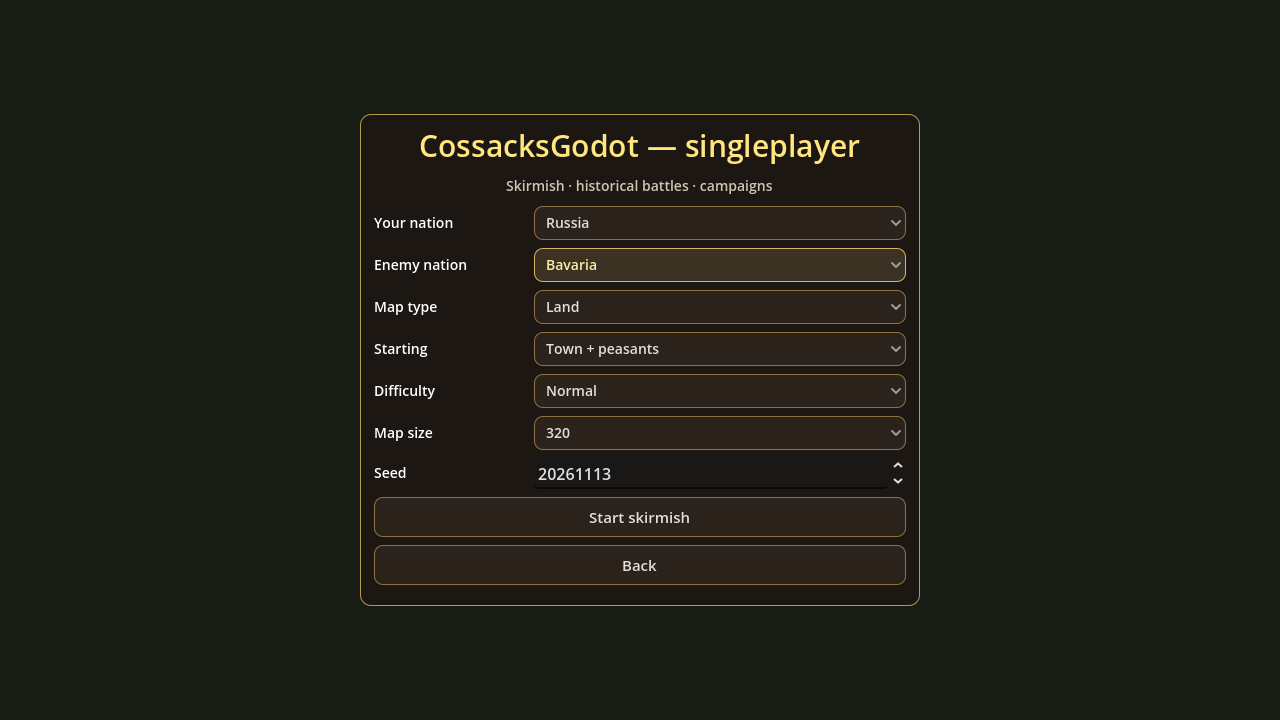 CossacksGodot — singleplayer
Skirmish · historical battles · campaigns
Your nation Russia
Enemy nation Bavaria
Map type Land
Starting Town + peasants
Difficulty Normal
Map size 320
Seed 20261113
Start skirmish
Back